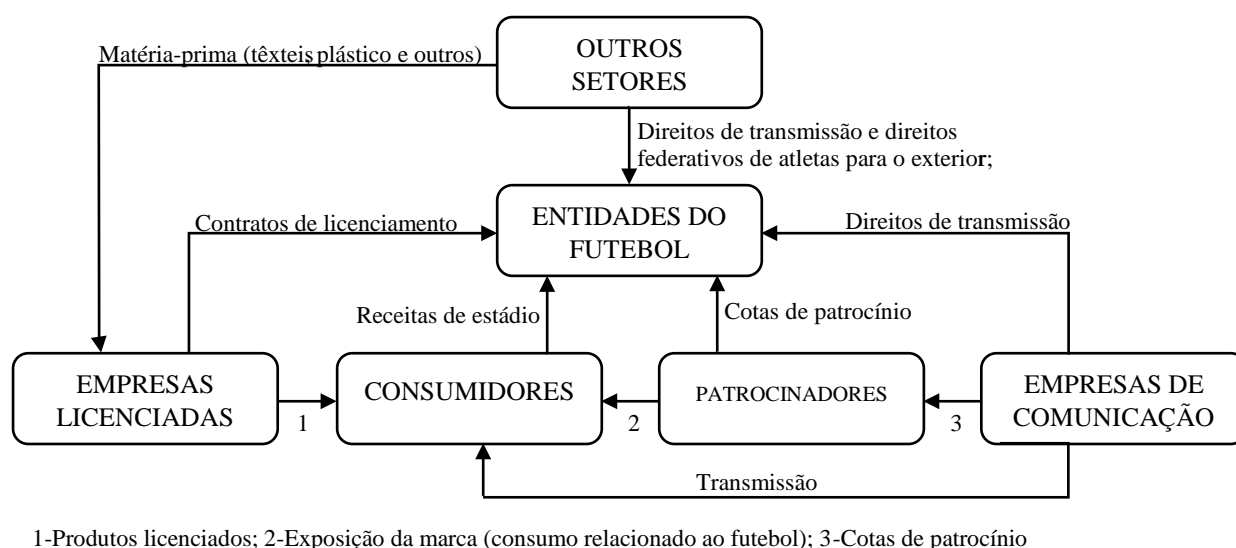 Matéria-prima (têxteis, plástico e outros)
OUTROS
SETORES
Direitos de transmissão e direitos
federativos de atletas para o exterior;
Contratos de licenciamento
ENTIDADES DO
FUTEBOL
Direitos de transmissão
Receitas de estádio
Cotas de patrocínio
EMPRESAS
LICENCIADAS
1
CONSUMIDORES
2
PATROCINADORES
3
EMPRESAS DE
COMUNICAÇÃO
Transmissão
1-Produtos licenciados; 2-Exposição da marca (consumo relacionado ao futebol); 3-Cotas de patrocínio